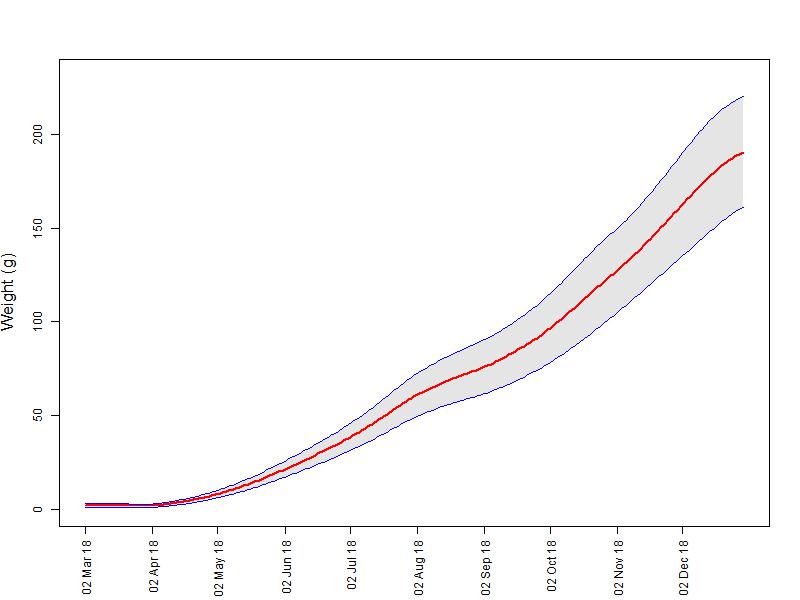 Weight (g)
200
150
100
50
0
02 Mar 18
02 Apr 18
02 May 18
02 Jun 18
02 Jul 18
02 Aug 18
02 Sep 18
02 Oct 18
02 Nov 18
02 Dec 18